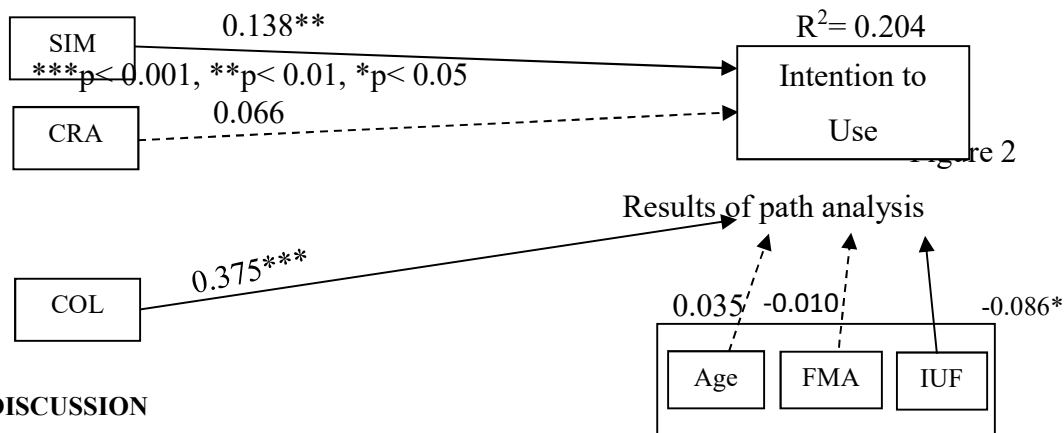 0.138**
R²= 0.204
SIM
***p< 0.001, **p< 0.01, *p< 0.05
Intention to
Use
0.066
CRA
Figure 2
Results of path analysis
0.375***
COL
0.035 -0.010 -0.086*
Age FMA IUF
DISCUSSION